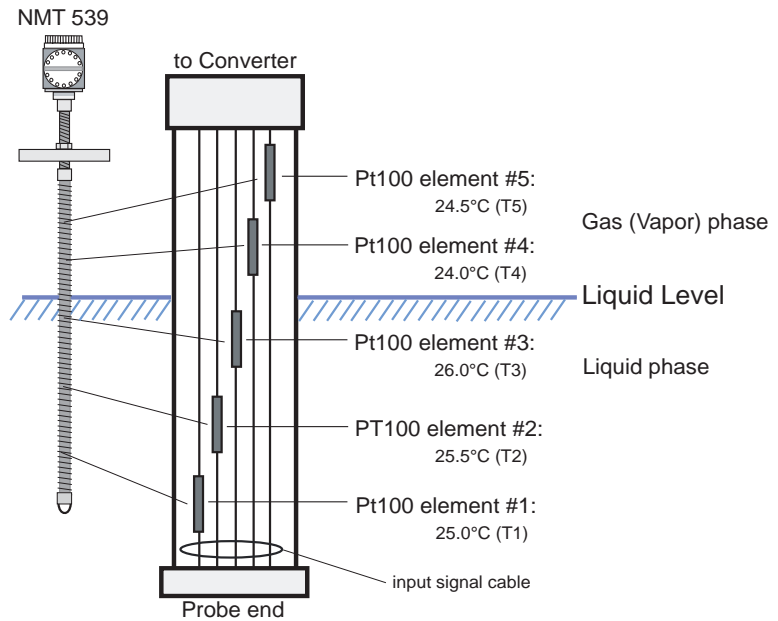 NMT 539
to Converter
Pt100 element #5:
24.5°C (T5)
Gas (Vapor) phase
Pt100 element #4:
24.0°C (T4)
Liquid Level
Pt100 element #3:
26.0°C (T3)
Liquid phase
PT100 element #2:
25.5°C (T2)
Pt100 element #1:
25.0°C (T1)
input signal cable
Probe end